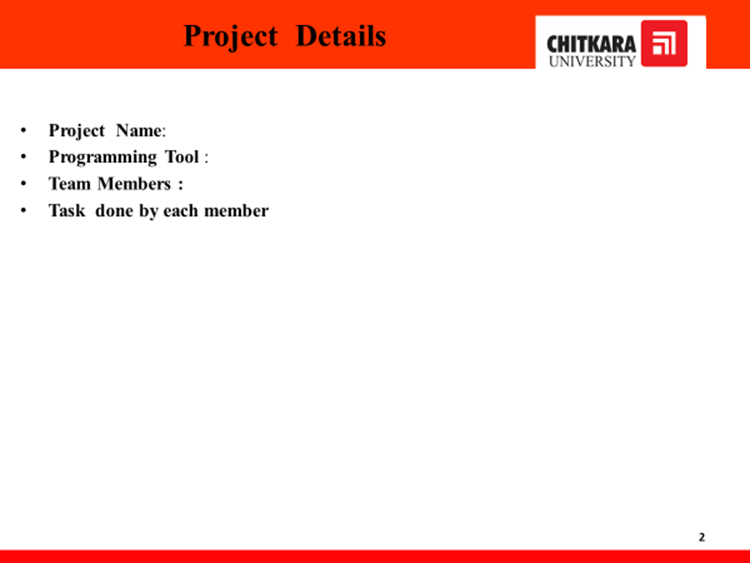 Project Details
CHITKARA
UNIVERSITY
• Project Name:
• Programming Tool :
• Team Members :
• Task done by each member
2